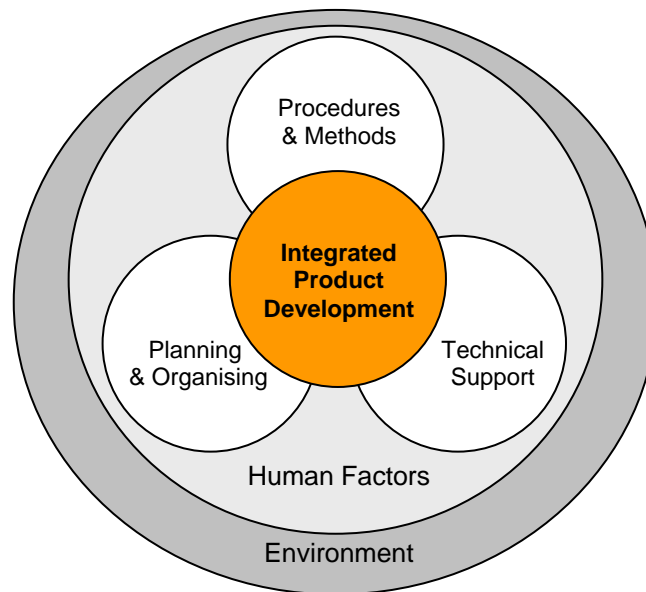 Procedures
& Methods
Integrated
Product
Development
Planning
& Organising
Technical
Support
Human Factors
Environment